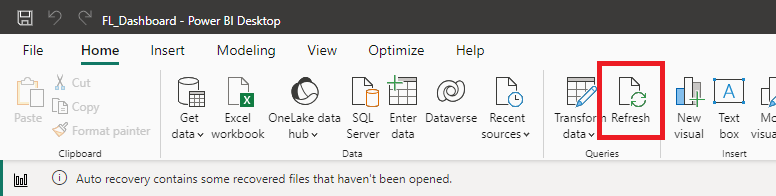 FL_Dashboard - Power BI Desktop
File Home Insert Modeling View Optimize Help
Paste
Cut
Copy
Format painter
Clipboard
Get data
Excel workbook
OneLake data hub
SQL Server
Enter data
Dataverse
Recent sources
Data
Transform data
Refresh
Queries
New visual
Text box
Insert
Auto recovery contains some recovered files that haven't been opened.